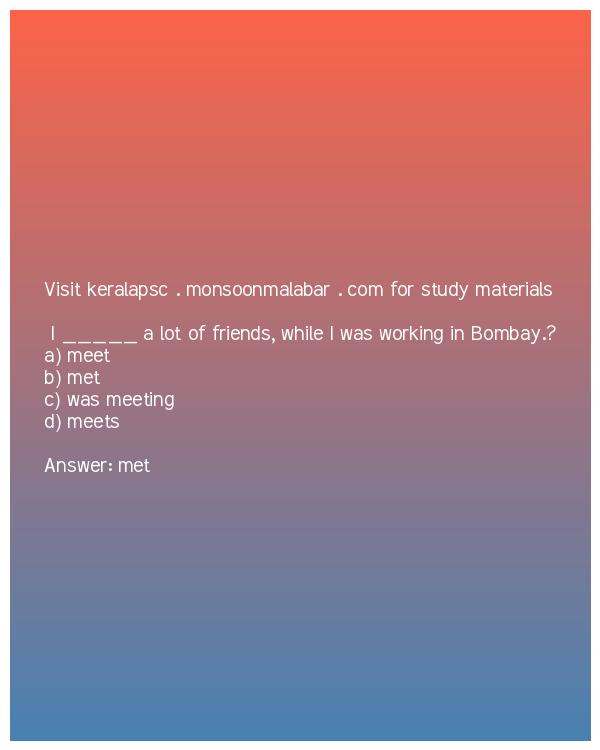 Visit keralapsc . monsoonmalabar . com for study materials
I _____ a lot of friends, while I was working in Bombay.?
a) meet
b) met
c) was meeting
d) meets
Answer: met